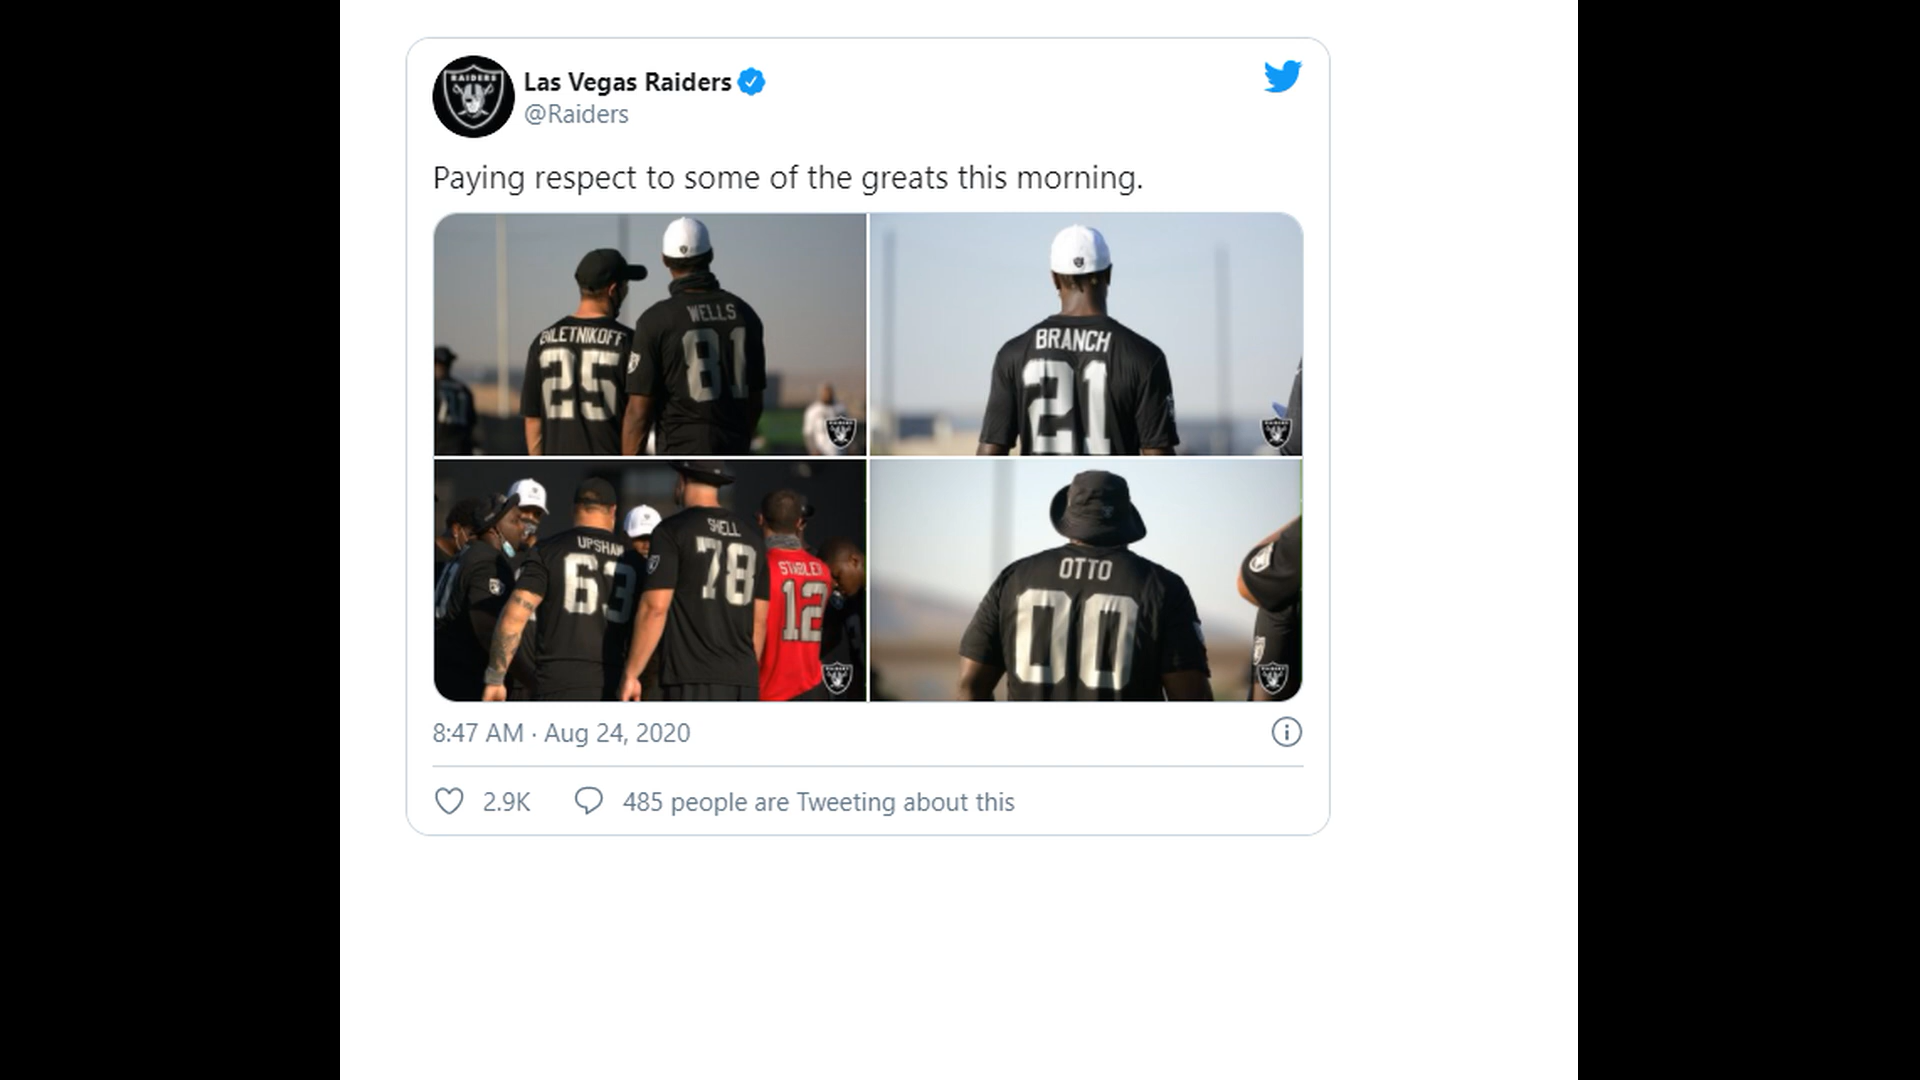 RAIDERS
Las Vegas Raiders
@Raiders
Paying respect to some of the greats this morning.
BILETNIKOFF
25
WELLS
81
BRANCH
21
UPSHAW
63
SHELL
78
STABLER
12
OTTO
00
8:47 AM · Aug 24, 2020
2.9K 485 people are Tweeting about this